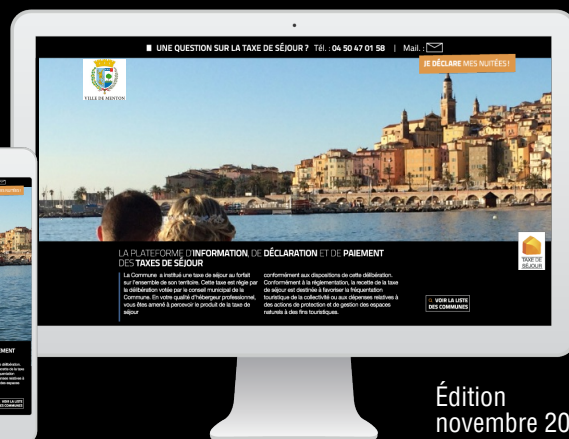 UNE QUESTION SUR LA TAXE DE SÉJOUR ? Tél. : 04 50 47 01 58 | Mail. :
JE DÉCLARE MES NUITÉES !
VILLE DE MENTON
LA PLATEFORME D'INFORMATION, DE DÉCLARATION ET DE PAIEMENT
DES TAXES DE SÉJOUR
La Commune a institué une taxe de séjour au forfait
sur l'ensemble de son territoire. Cette taxe est régie par
la délibération votée par le conseil municipal de la
Commune. En votre qualité d'hébergeur professionnel,
vous êtes amené à percevoir le produit de la taxe de
séjour
conformément aux dispositions de cette délibération.
Conformément à la réglementation, la recette de la taxe
de séjour est destinée à favoriser la fréquentation
touristique de la collectivité ou aux dépenses relatives à
des actions de protection et de gestion des espaces
naturels à des fins touristiques.
TAXE DE
SÉJOUR
VOIR LA LISTE
DES COMMUNES
VOIR LA LISTE
DES COMMUNES
Édition
novembre 20